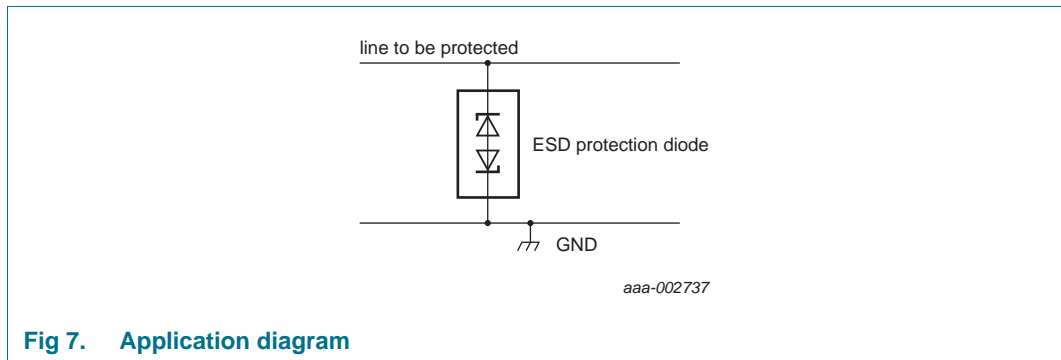 line to be protected
ESD protection diode
GND
aaa-002737
Fig 7. Application diagram